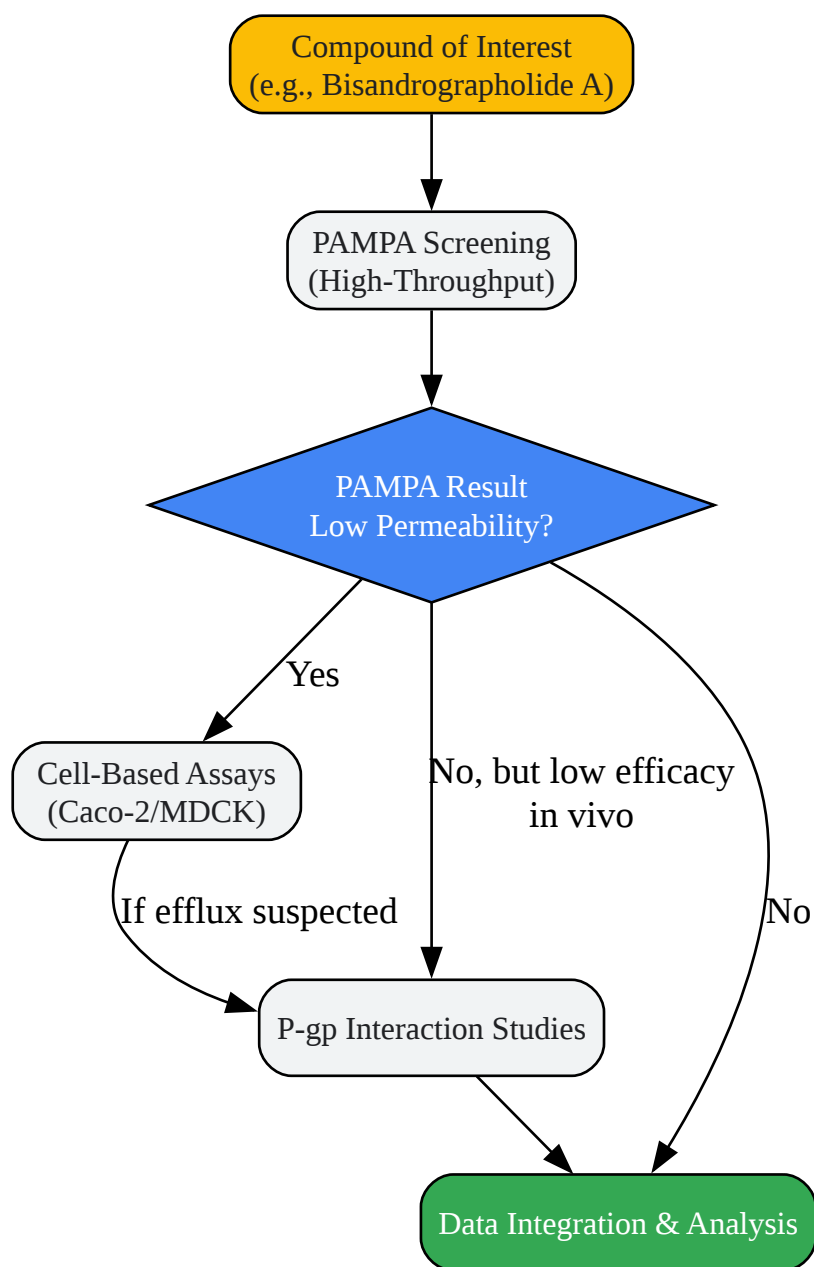 Compound of Interest
(e.g., Bisandrographolide A)
PAMPA Screening
(High-Throughput)
PAMPA Result
Low Permeability?
Yes
Cell-Based Assays
(Caco-2/MDCK)
No, but low efficacy
in vivo
If efflux suspected
No
P-gp Interaction Studies
Data Integration & Analysis